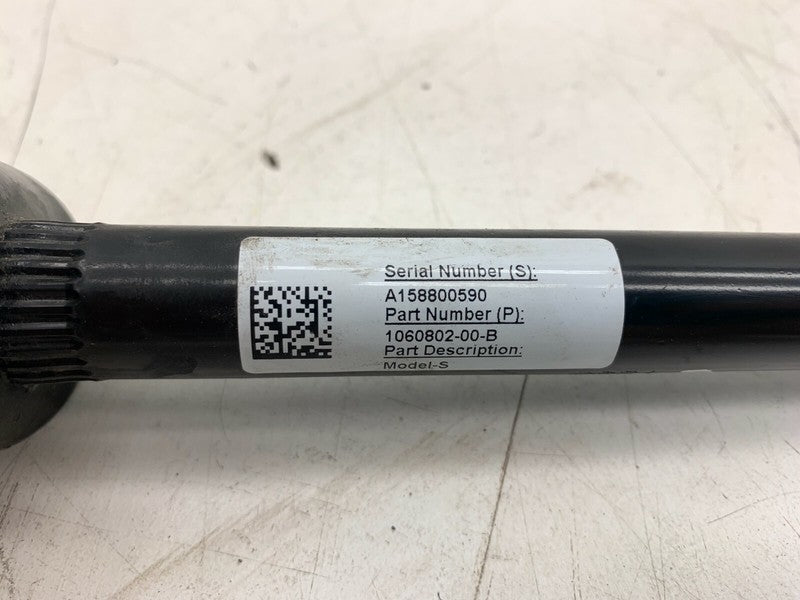 Serial Number (S):
A158800590
Part Number (P):
1060802-00-B
Part Description:
Model-S